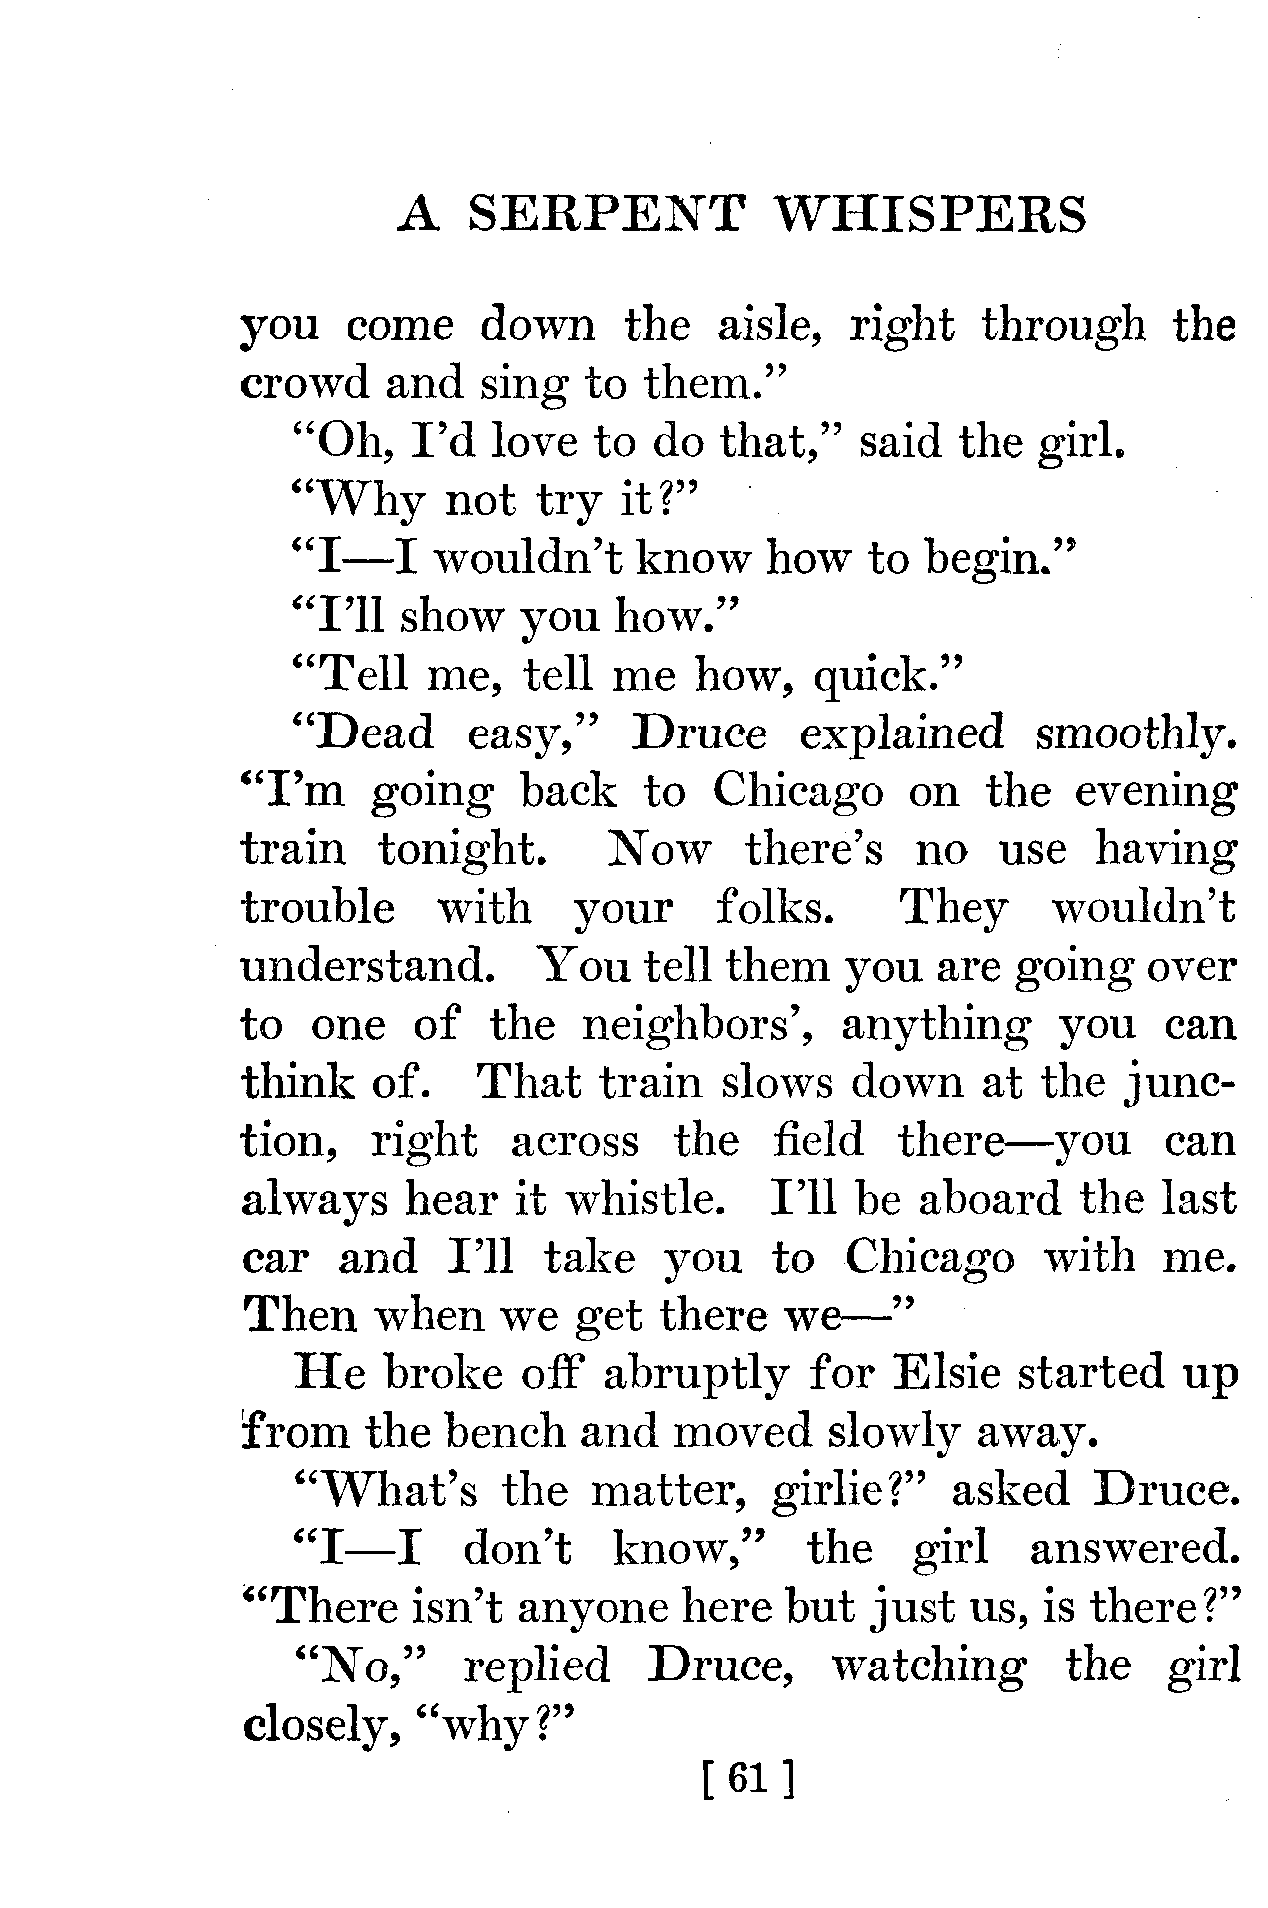 A SERPENT WHISPERS
you come down the aisle, right through the
crowd and sing to them.”
“Oh, I’d love to do that,” said the girl.
“Why not try it?”
“I—I wouldn’t know how to begin.”
“I’ll show you how.”
“Tell me, tell me how, quick.”
“Dead easy,” Druce explained smoothly.
“I’m going back to Chicago on the evening
train tonight. Now there’s no use having
trouble with your folks. They wouldn’t
understand. You tell them you are going over
to one of the neighbors’, anything you can
think of. That train slows down at the junc-
tion, right across the field there—you can
always hear it whistle. I’ll be aboard the last
car and I’ll take you to Chicago with me.
Then when we get there we—”
He broke off abruptly for Elsie started up
from the bench and moved slowly away.
“What’s the matter, girlie?” asked Druce.
“I—I don’t know,” the girl answered.
“There isn’t anyone here but just us, is there?”
“No,” replied Druce, watching the girl
closely, “why?”
[ 61 ]